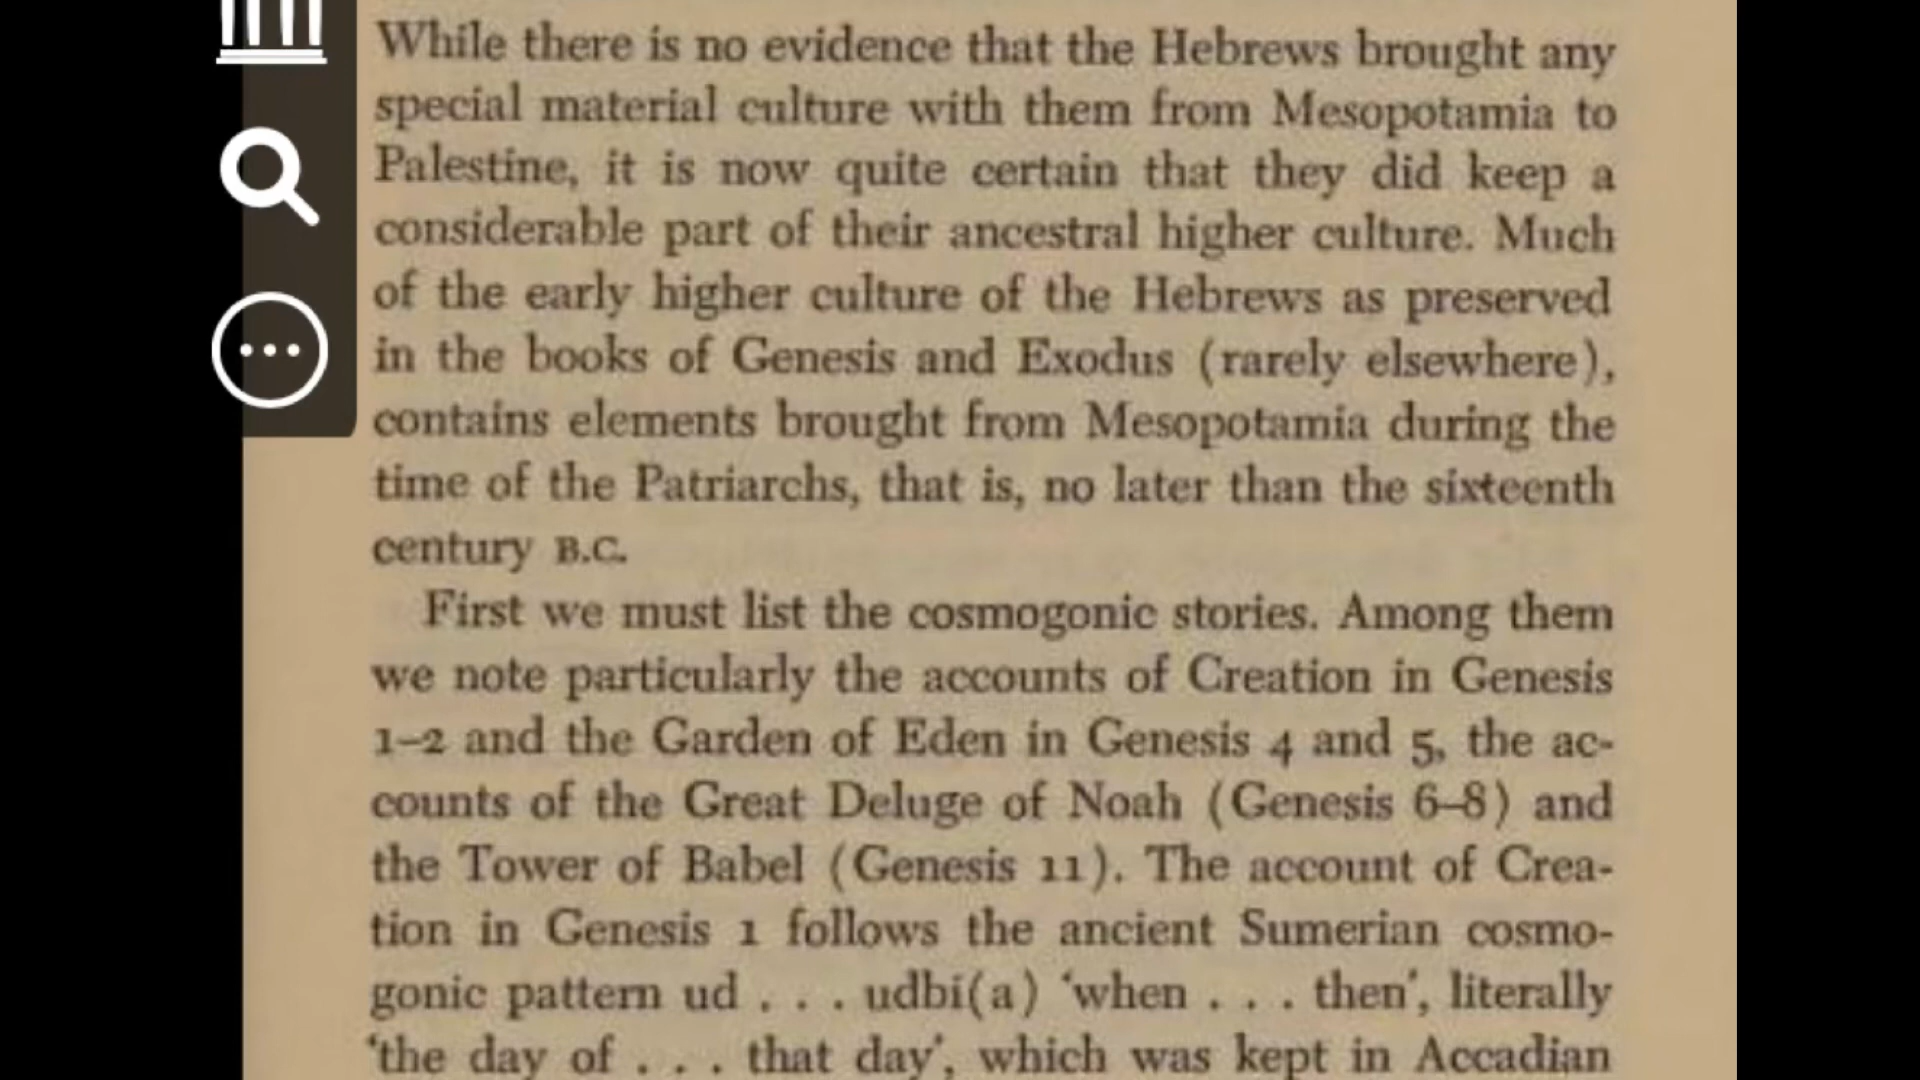 While there is no evidence that the Hebrews brought any
special material culture with them from Mesopotamia to
Palestine, it is now quite certain that they did keep a
considerable part of their ancestral higher culture. Much
of the early higher culture of the Hebrews as preserved
in the books of Genesis and Exodus (rarely elsewhere),
contains elements brought from Mesopotamia during the
time of the Patriarchs, that is, no later than the sixteenth
century B.C.
First we must list the cosmogonic stories. Among them
we note particularly the accounts of Creation in Genesis
1–2 and the Garden of Eden in Genesis 4 and 5, the ac-
counts of the Great Deluge of Noah (Genesis 6–8) and
the Tower of Babel (Genesis 11). The account of Crea-
tion in Genesis 1 follows the ancient Sumerian cosmo-
gonic pattern ud . . . udbi(a) ‘when . . . then’, literally
‘the day of . . . that day’, which was kept in Accadian